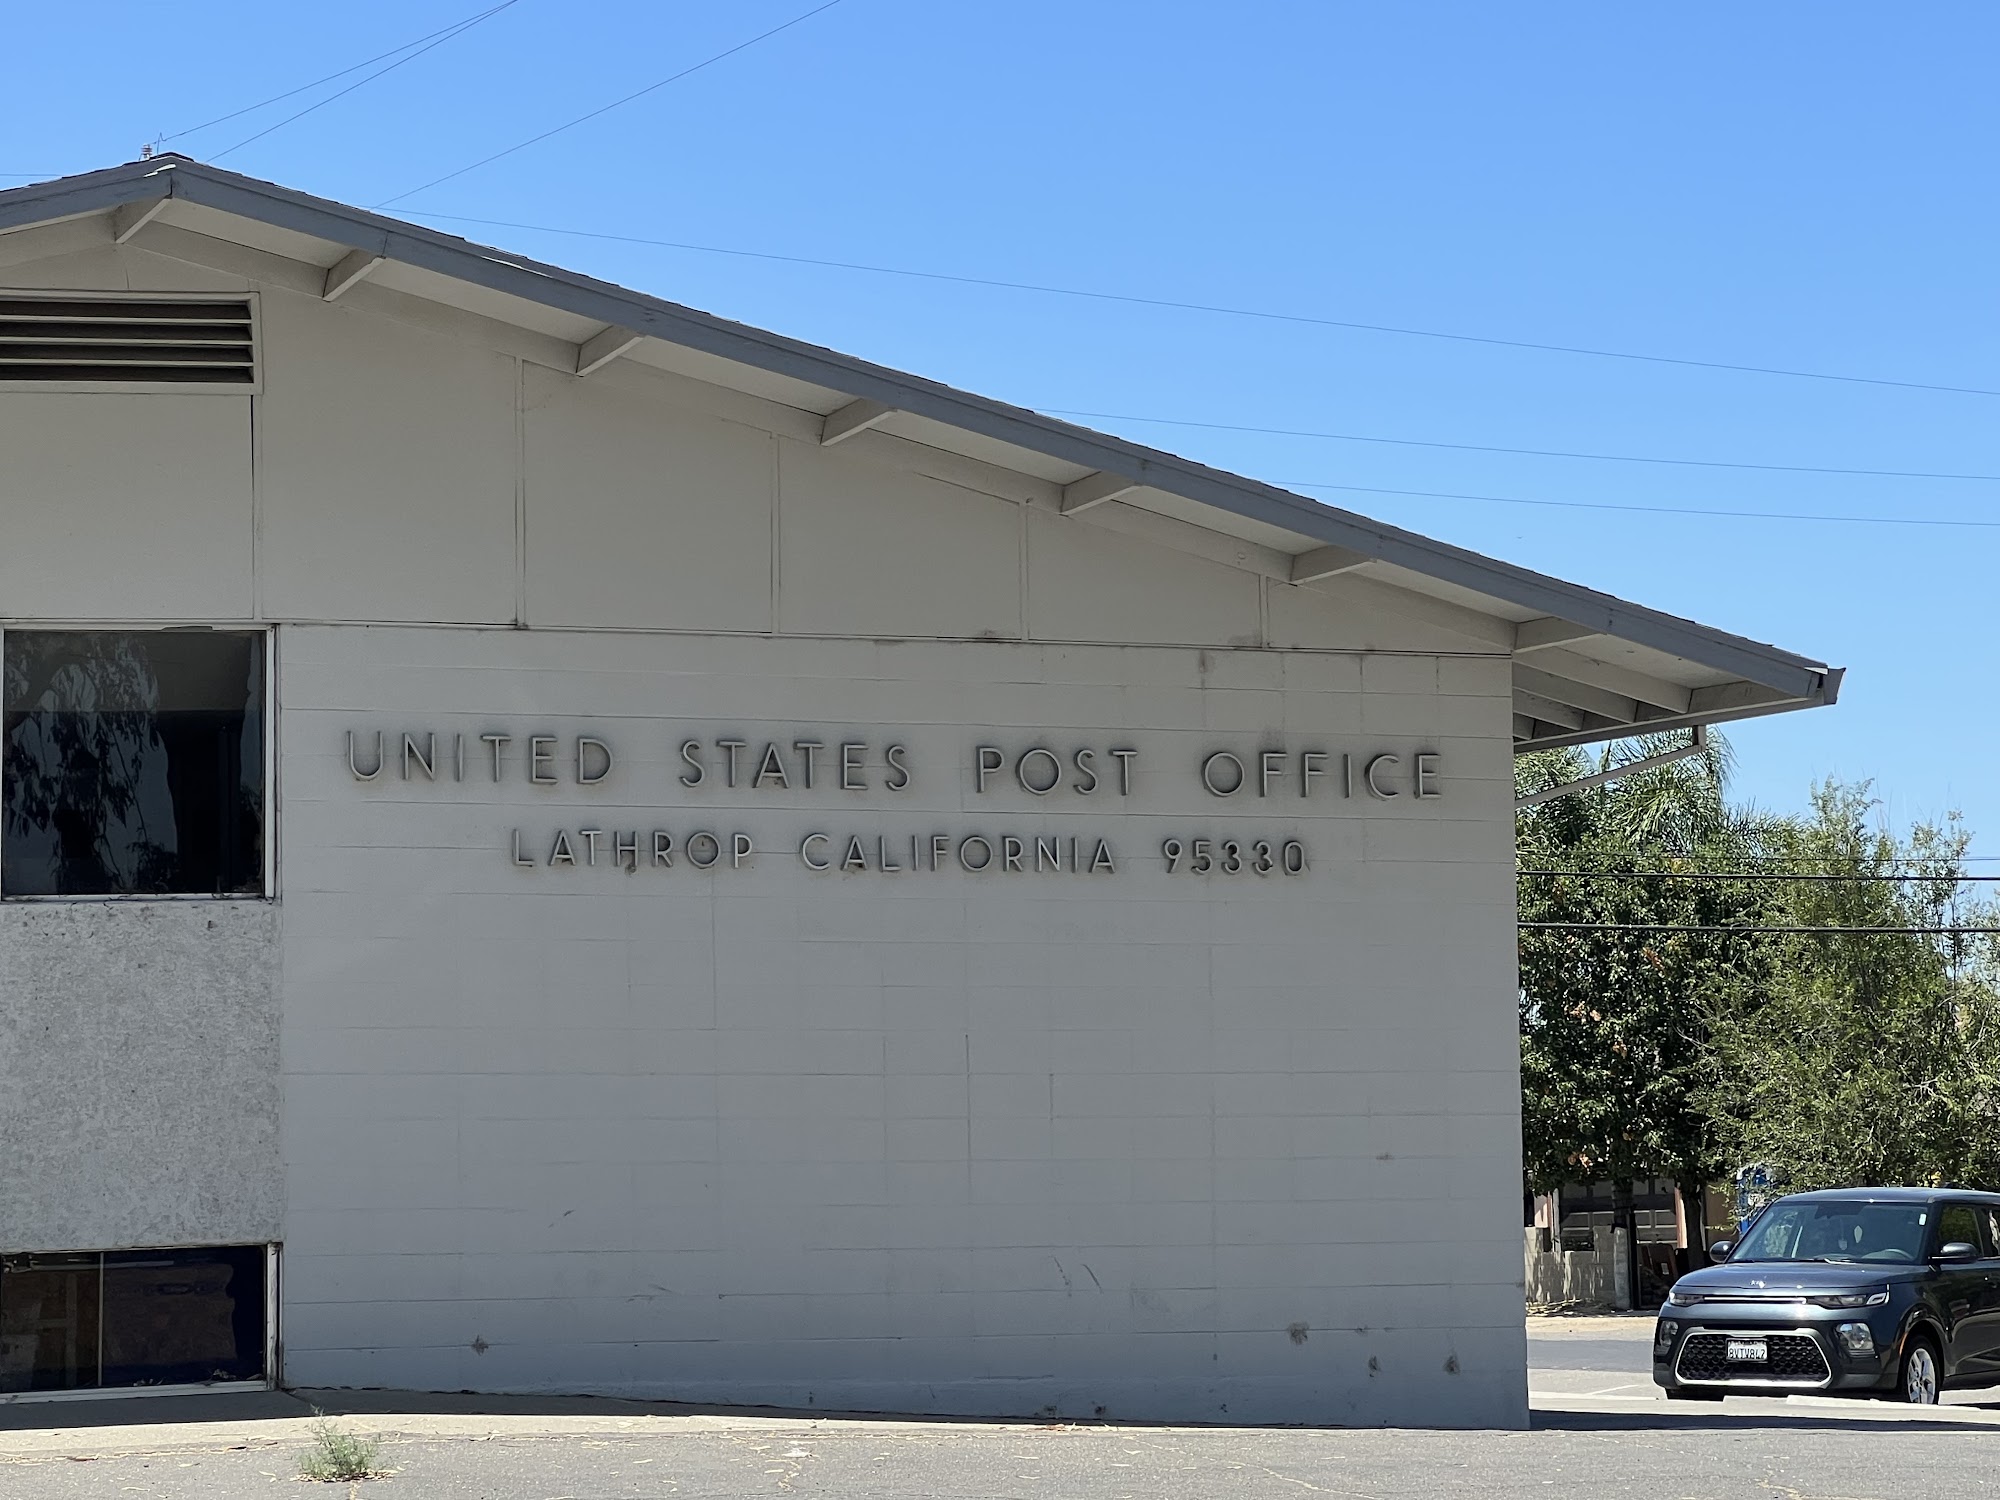 UNITED STATES POST OFFICE
LATHROP CALIFORNIA 95330